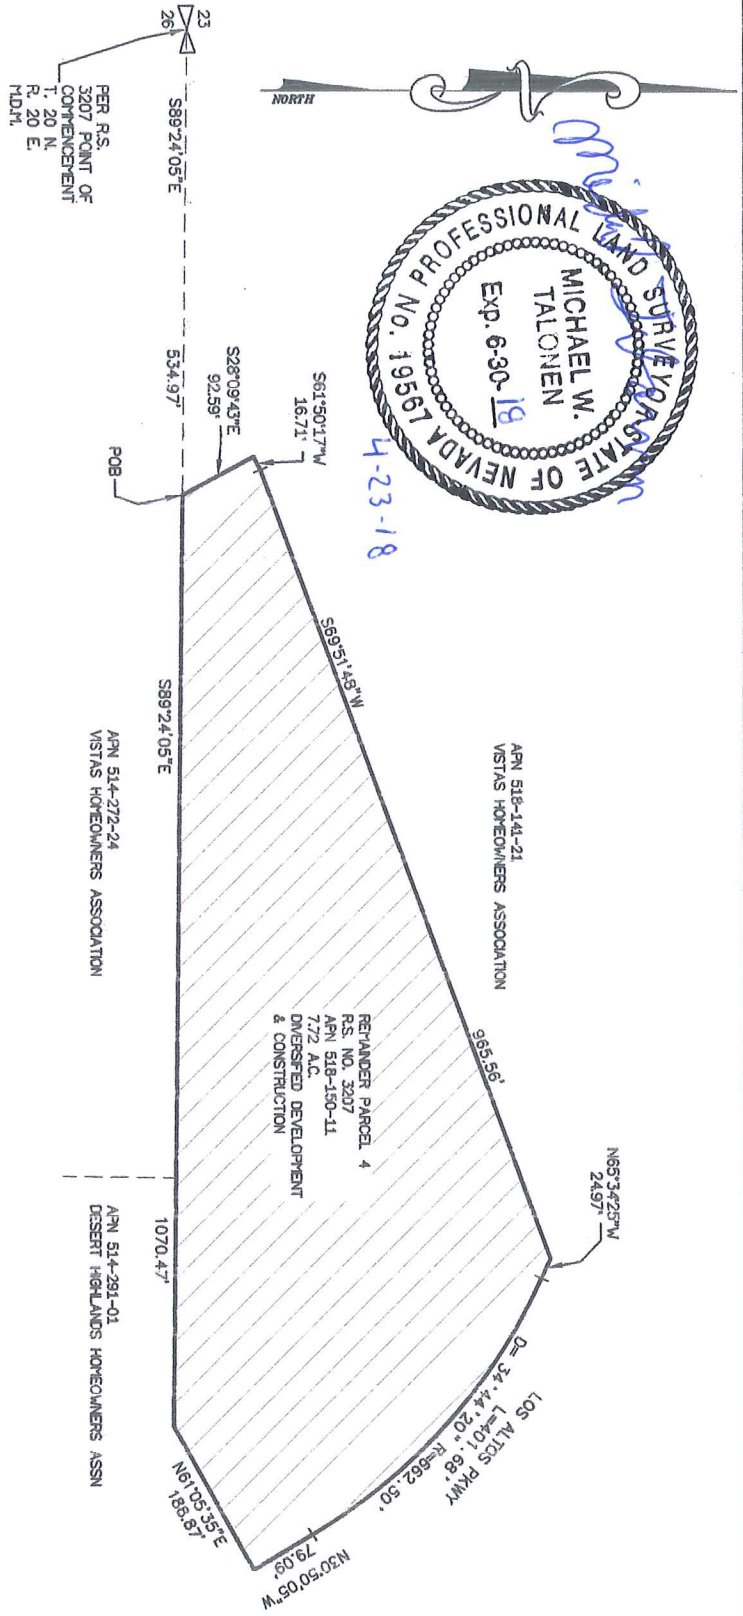 NORTH
PROFESSIONAL LAND SURVEYOR STATE OF NEVADA No. 19567
MICHAEL W.
TALONEN
Exp. 6-30-18
4-23-18
23
26
PER R.S.
3207 POINT OF
COMMENCEMENT
T. 20 N.
R. 20 E.
M.D.M.
S89°24'05"E
534.97'
POB
S28°09'43"E
92.59'
S61°50'17"W
16.71'
S69°51'48"W
965.56'
APN 518-141-21
VISTAS HOMEOWNERS ASSOCIATION
N65°34'25"W
24.97'
LOS ALTOS PKWY
D= 34°44'20" R=662.50'
L=401.68'
N30°50'05"W
79.09'
N61°05'35"E
186.87'
REMAINDER PARCEL 4
R.S. NO. 3207
APN 518-150-11
7.72 A.C.
DIVERSIFIED DEVELOPMENT
& CONSTRUCTION
S89°24'05"E
1070.47'
APN 514-272-24
VISTAS HOMEOWNERS ASSOCIATION
APN 514-291-01
DESERT HIGHLANDS HOMEOWNERS ASSN